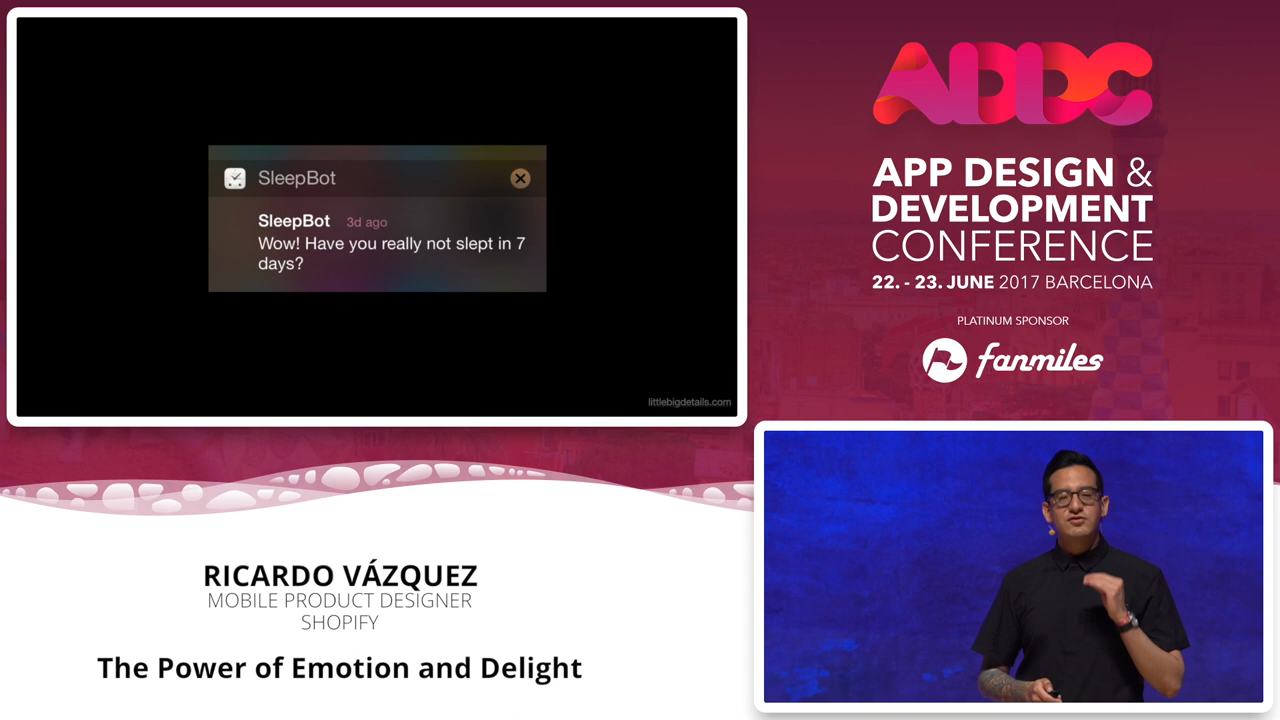 SleepBot
SleepBot 3d ago
Wow! Have you really not slept in 7
days?
littlebigdetails.com
ADDC
APP DESIGN &
DEVELOPMENT
CONFERENCE
22. - 23. JUNE 2017 BARCELONA
PLATINUM SPONSOR
fanmiles
RICARDO VÁZQUEZ
MOBILE PRODUCT DESIGNER
SHOPIFY
The Power of Emotion and Delight